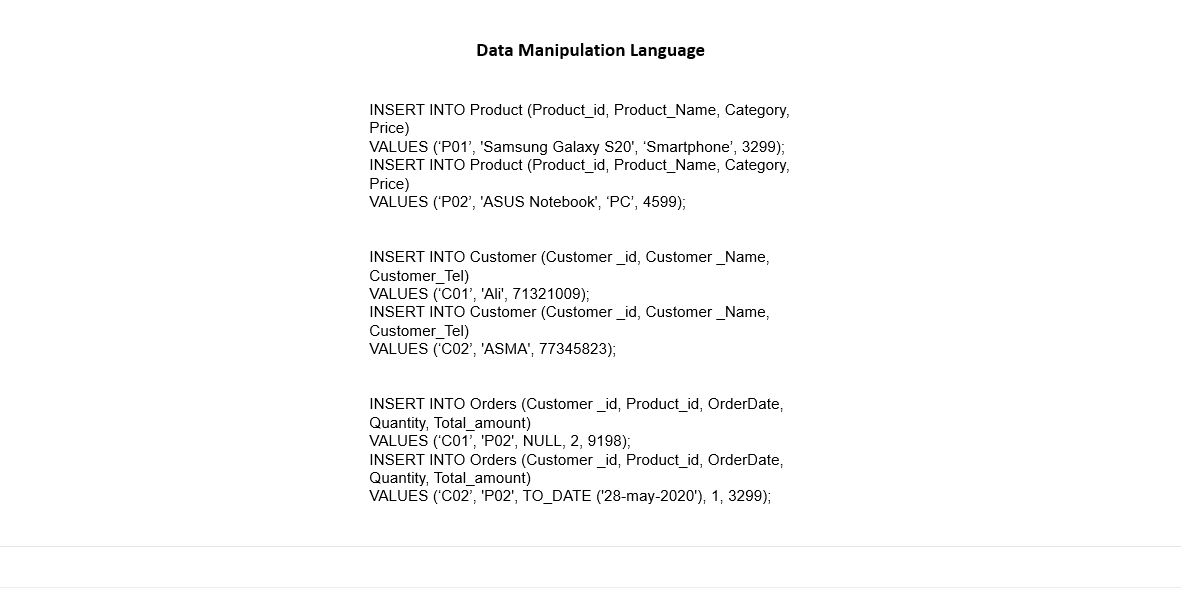 Data Manipulation Language
INSERT INTO Product (Product_id, Product_Name, Category,
Price)
VALUES (‘P01’, 'Samsung Galaxy S20', ‘Smartphone’, 3299);
INSERT INTO Product (Product_id, Product_Name, Category,
Price)
VALUES (‘P02’, 'ASUS Notebook', ‘PC’, 4599);
INSERT INTO Customer (Customer _id, Customer _Name,
Customer_Tel)
VALUES (‘C01’, 'Ali', 71321009);
INSERT INTO Customer (Customer _id, Customer _Name,
Customer_Tel)
VALUES (‘C02’, 'ASMA', 77345823);
INSERT INTO Orders (Customer _id, Product_id, OrderDate,
Quantity, Total_amount)
VALUES (‘C01’, 'P02', NULL, 2, 9198);
INSERT INTO Orders (Customer _id, Product_id, OrderDate,
Quantity, Total_amount)
VALUES (‘C02’, 'P02', TO_DATE ('28-may-2020'), 1, 3299);